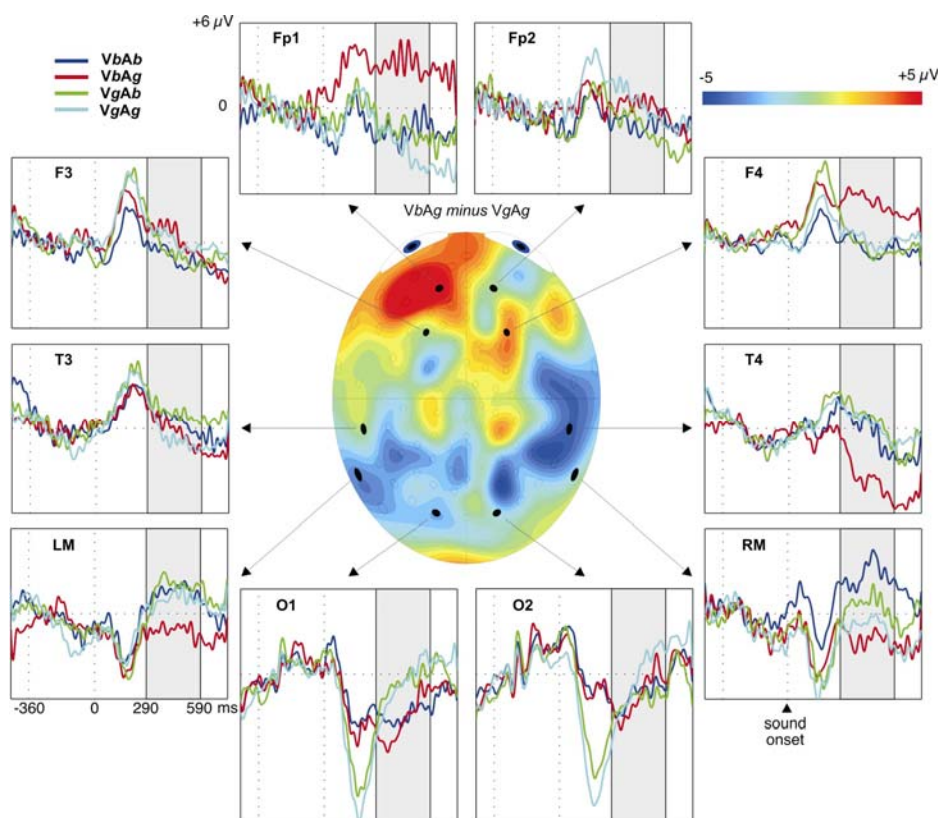 +6 µV
0
Fp1
Fp2
VbAb
VbAg
VgAb
VgAg
-5
+5 µV
F3
F4
VbAg minus VgAg
T3
T4
LM
RM
O1
O2
-360 0 290 590 ms
sound
onset